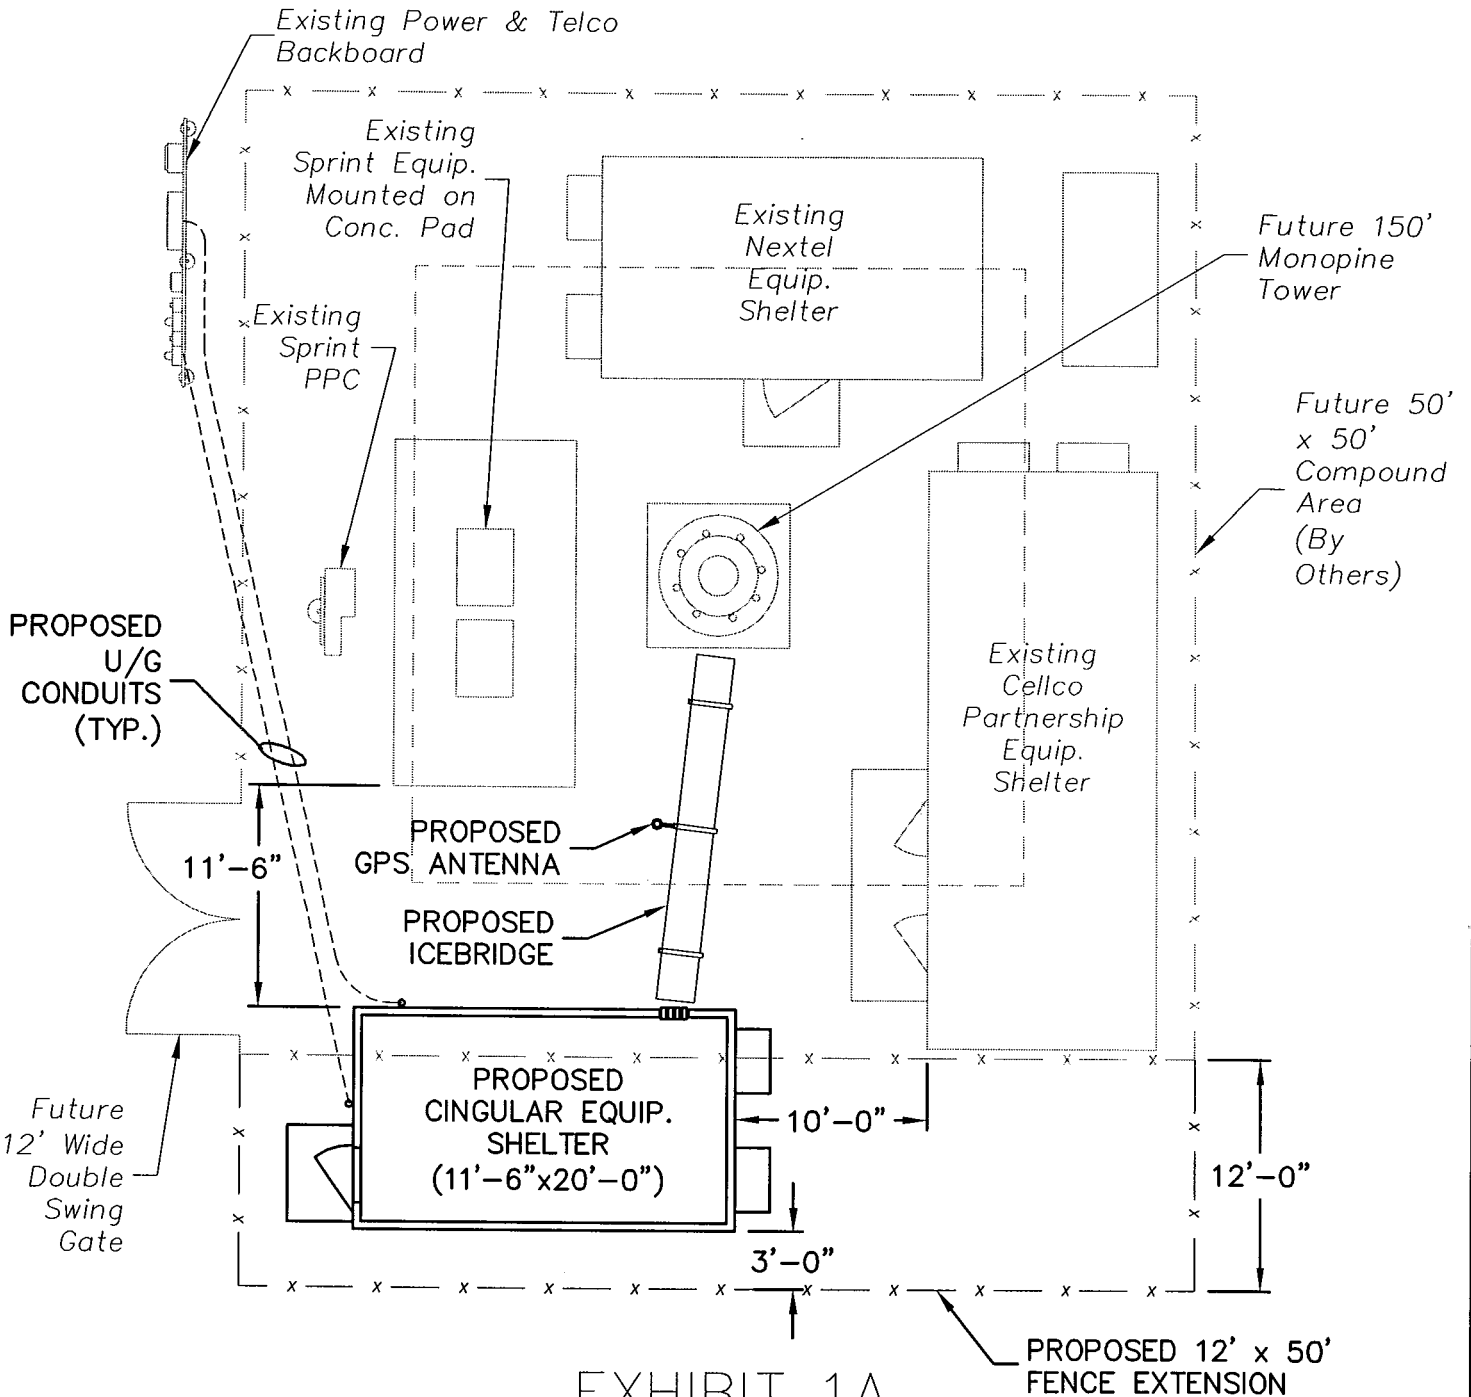 Existing Power & Telco
Backboard
Existing
Sprint Equip.
Mounted on
Conc. Pad
Existing
Nextel
Equip.
Shelter
Future 150'
Monopine
Tower
Existing
Sprint
PPC
Future 50'
x 50'
Compound
Area
(By
Others)
PROPOSED
U/G
CONDUITS
(TYP.)
Existing
Cellco
Partnership
Equip.
Shelter
11'-6"
PROPOSED
GPS ANTENNA
PROPOSED
ICEBRIDGE
PROPOSED
CINGULAR EQUIP.
SHELTER
(11'-6"x20'-0")
10'-0"
12'-0"
Future
12' Wide
Double
Swing
Gate
3'-0"
PROPOSED 12' x 50'
FENCE EXTENSION
EXHIBIT 1A